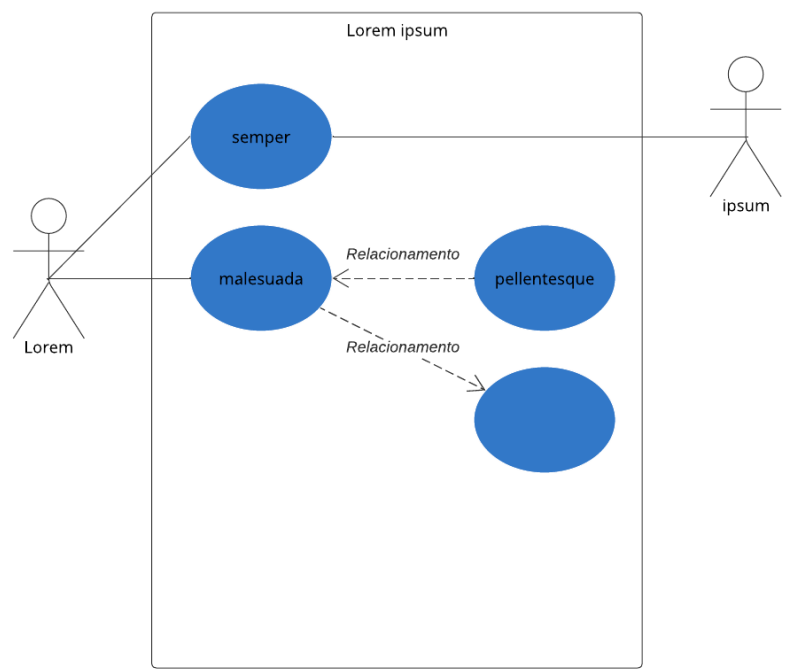 Lorem ipsum
semper
ipsum
Relacionamento
malesuada
pellentesque
Lorem
Relacionamento